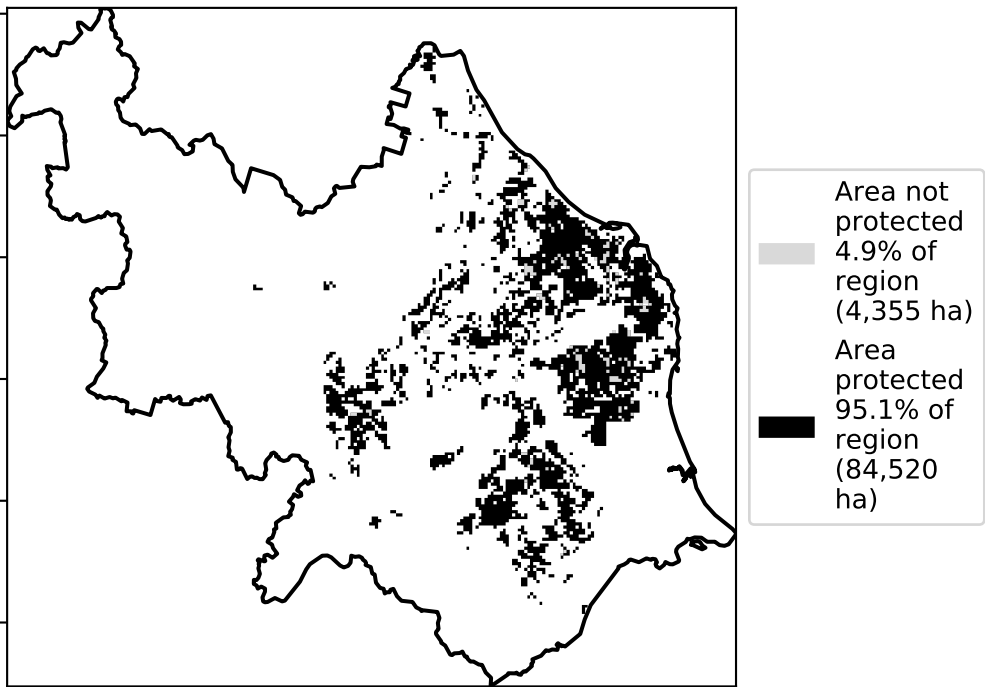 Area not
protected
4.9% of
region
(4,355 ha)
Area
protected
95.1% of
region
(84,520
ha)